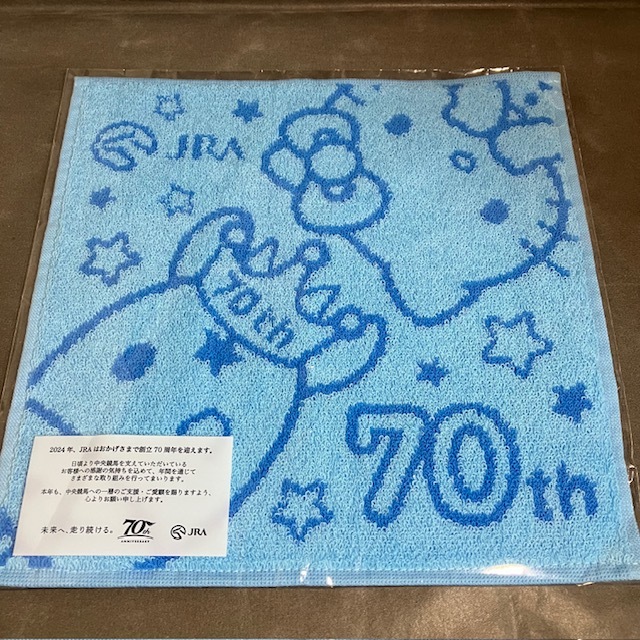 JRA
70th
70th
2024年、JRAはおかげさまで創立70周年を迎えます。
日頃より中央競馬を支えていただいている
お客様への感謝の気持ちを込めて、年間を通じて
さまざまな取り組みを行ってまいります。
本年も、中央競馬への一層のご支援・ご愛顧を賜りますよう、
心よりお願い申し上げます。
未来へ、走り続ける。 70th ANNIVERSARY JRA